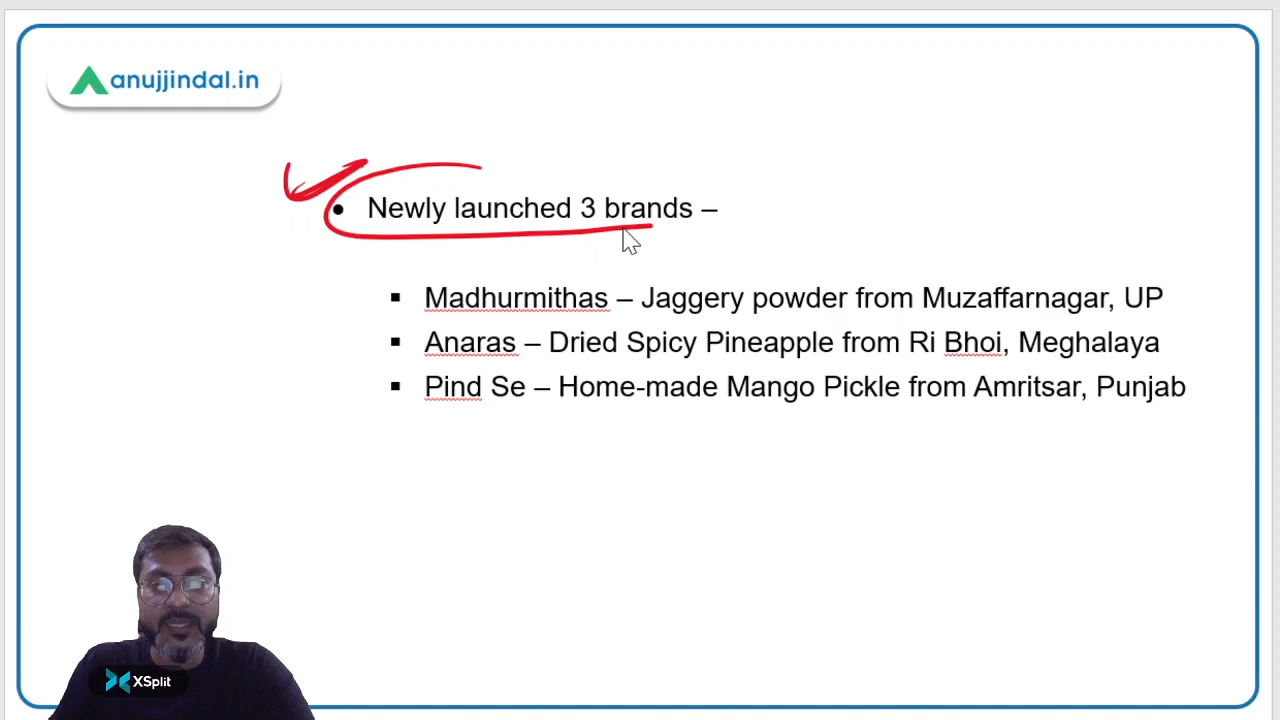 anujjindal.in
• Newly launched 3 brands –
▪ Madhurmithas – Jaggery powder from Muzaffarnagar, UP
▪ Anaras – Dried Spicy Pineapple from Ri Bhoi, Meghalaya
▪ Pind Se – Home-made Mango Pickle from Amritsar, Punjab
XSplit